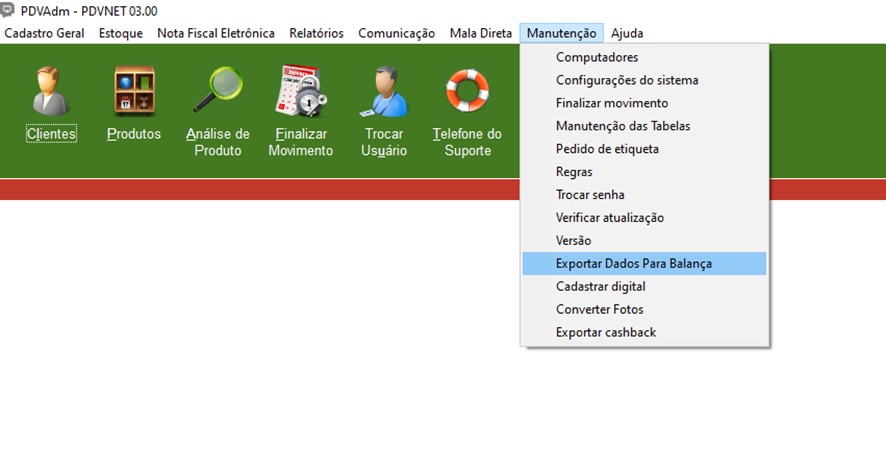 PDVAdm - PDVNET 03.00
Cadastro Geral Estoque Nota Fiscal Eletrônica Relatórios Comunicação Mala Direta Manutenção Ajuda
Clientes
Produtos
Análise de
Produto
Finalizar
Movimento
Trocar
Usuário
Telefone do
Suporte
Computadores
Configurações do sistema
Finalizar movimento
Manutenção das Tabelas
Pedido de etiqueta
Regras
Trocar senha
Verificar atualização
Versão
Exportar Dados Para Balança
Cadastrar digital
Converter Fotos
Exportar cashback